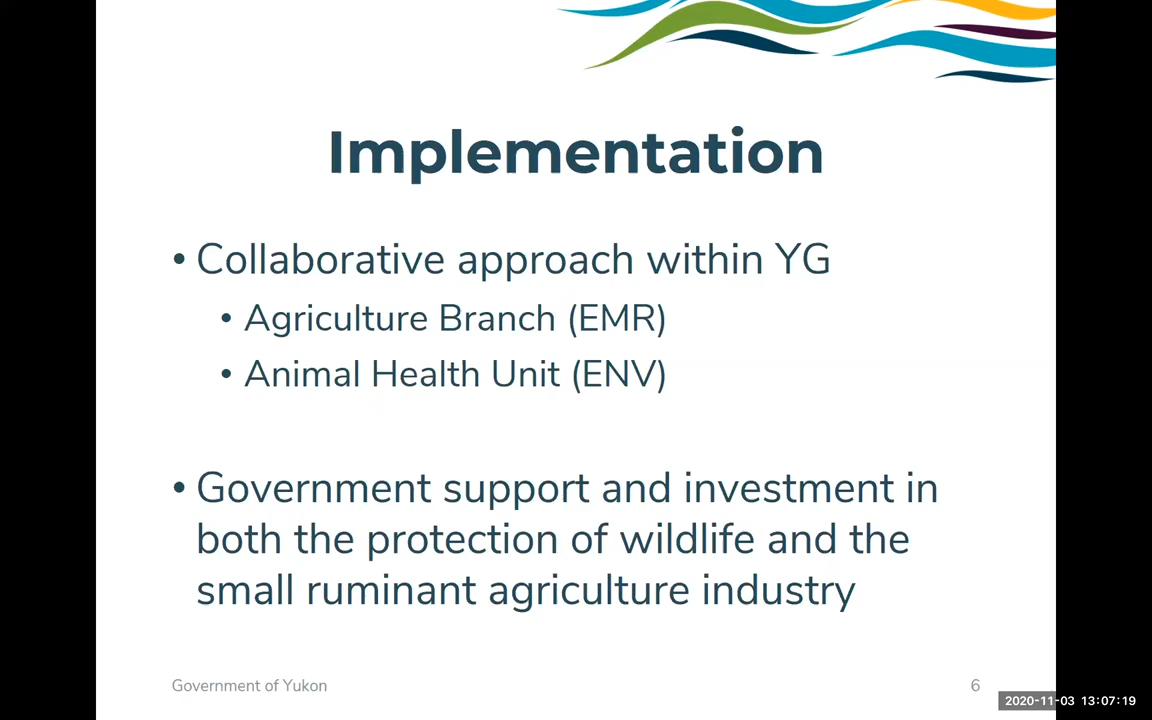 Implementation
• Collaborative approach within YG
• Agriculture Branch (EMR)
• Animal Health Unit (ENV)
• Government support and investment in
both the protection of wildlife and the
small ruminant agriculture industry
Government of Yukon
6
2020-11-03 13:07:19